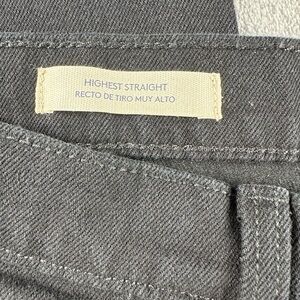 HIGHEST STRAIGHT
RECTO DE TIRO MUY ALTO